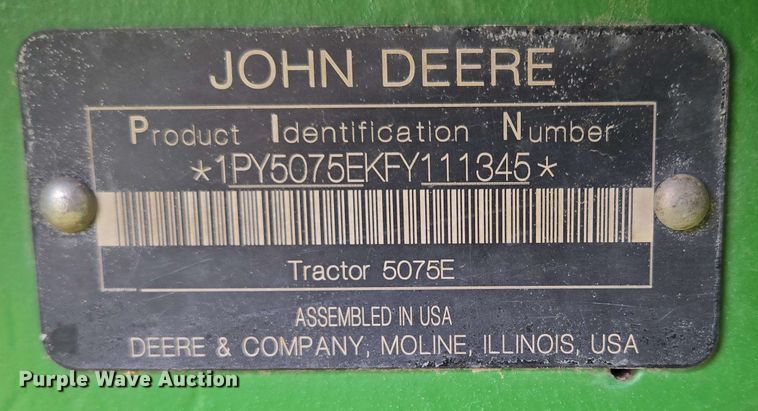 JOHN DEERE
Product Identification Number
*1PY5075EKFY111345*
Tractor 5075E
ASSEMBLED IN USA
DEERE & COMPANY, MOLINE, ILLINOIS, USA
Purple Wave Auction